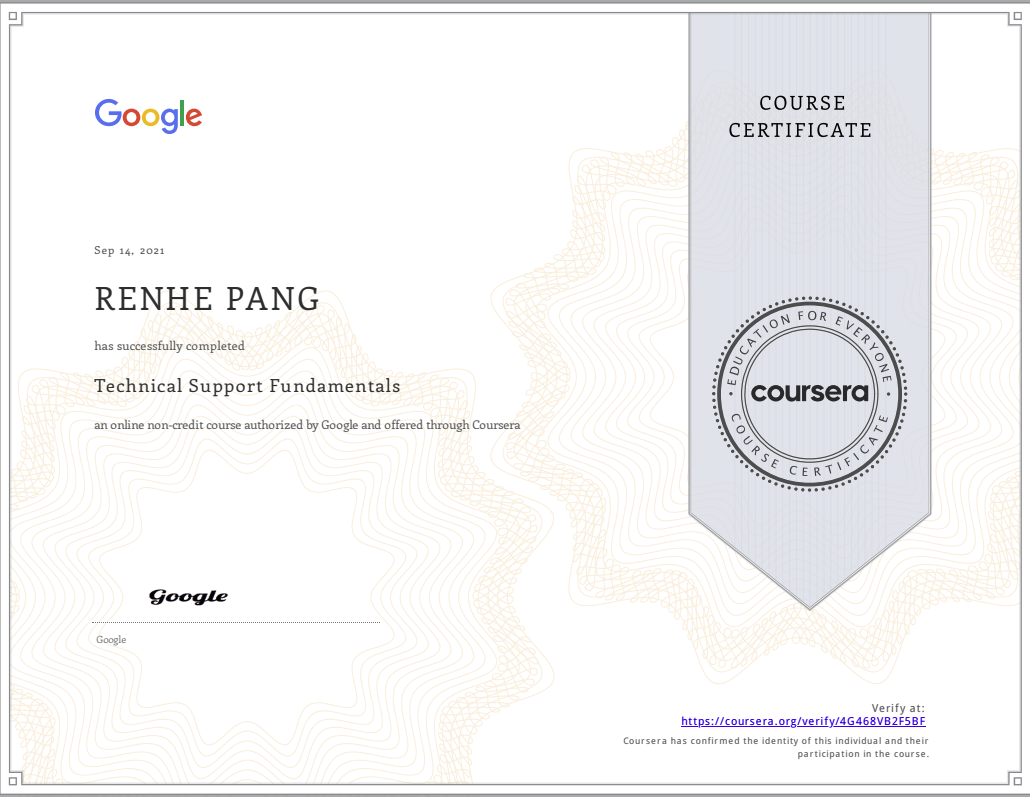 Google
COURSE
CERTIFICATE
Sep 14, 2021
RENHE PANG
has successfully completed
Technical Support Fundamentals
an online non-credit course authorized by Google and offered through Coursera
EDUCATION FOR EVERYONE
coursera
COURSE CERTIFICATE
Google
Google
Verify at:
https://coursera.org/verify/4G468VB2F5BF
Coursera has confirmed the identity of this individual and their
participation in the course.